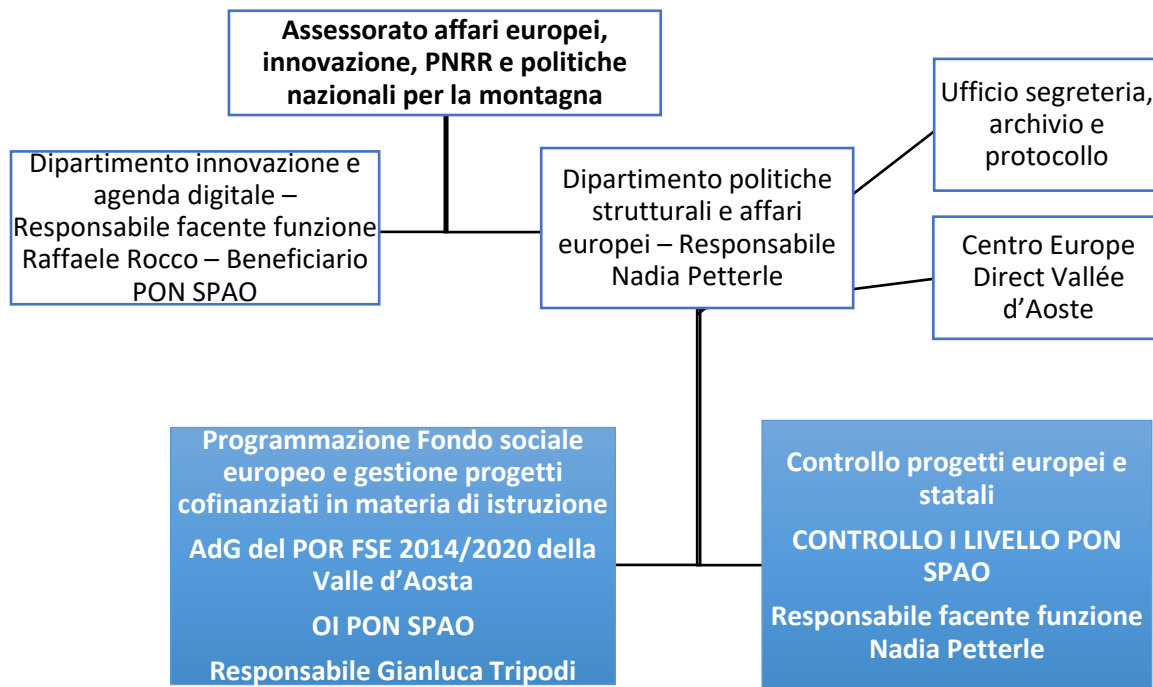 Assessorato affari europei,
innovazione, PNRR e politiche
nazionali per la montagna
Dipartimento innovazione e
agenda digitale –
Responsabile facente funzione
Raffaele Rocco – Beneficiario
PON SPAO
Dipartimento politiche
strutturali e affari
europei – Responsabile
Nadia Petterle
Ufficio segreteria,
archivio e
protocollo
Centro Europe
Direct Vallée
d’Aoste
Programmazione Fondo sociale
europeo e gestione progetti
cofinanziati in materia di istruzione
AdG del POR FSE 2014/2020 della
Valle d’Aosta
OI PON SPAO
Responsabile Gianluca Tripodi
Controllo progetti europei e
statali
CONTROLLO I LIVELLO PON
SPAO
Responsabile facente funzione
Nadia Petterle